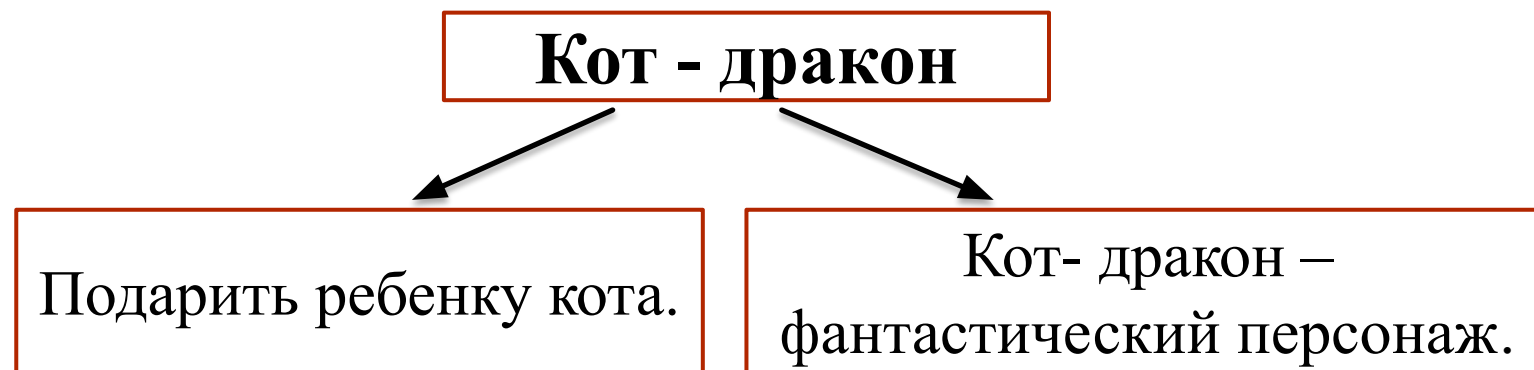 Кот - дракон
Подарить ребенку кота.
Кот- дракон –
фантастический персонаж.